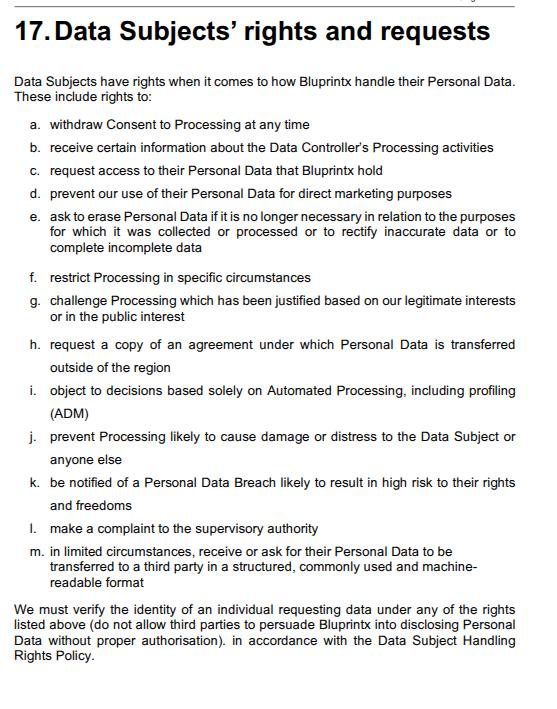 17. Data Subjects' rights and requests
Data Subjects have rights when it comes to how Bluprintx handle their Personal Data.
These include rights to:
a. withdraw Consent to Processing at any time
b. receive certain information about the Data Controller's Processing activities
c. request access to their Personal Data that Bluprintx hold
d. prevent our use of their Personal Data for direct marketing purposes
e. ask to erase Personal Data if it is no longer necessary in relation to the purposes
for which it was collected or processed or to rectify inaccurate data or to
complete incomplete data
f. restrict Processing in specific circumstances
g. challenge Processing which has been justified based on our legitimate interests
or in the public interest
h. request a copy of an agreement under which Personal Data is transferred
outside of the region
i. object to decisions based solely on Automated Processing, including profiling
(ADM)
j. prevent Processing likely to cause damage or distress to the Data Subject or
anyone else
k. be notified of a Personal Data Breach likely to result in high risk to their rights
and freedoms
l. make a complaint to the supervisory authority
m. in limited circumstances, receive or ask for their Personal Data to be
transferred to a third party in a structured, commonly used and machine-
readable format
We must verify the identity of an individual requesting data under any of the rights
listed above (do not allow third parties to persuade Bluprintx into disclosing Personal
Data without proper authorisation). in accordance with the Data Subject Handling
Rights Policy.